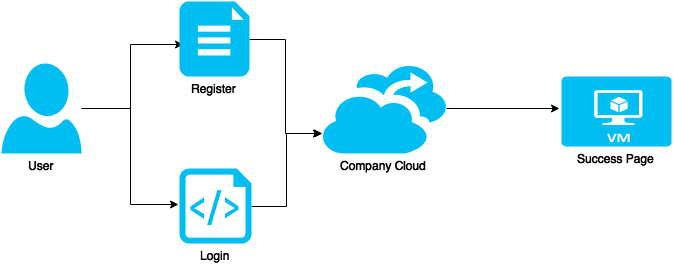 Register
User
Login
Company Cloud
VM
Success Page